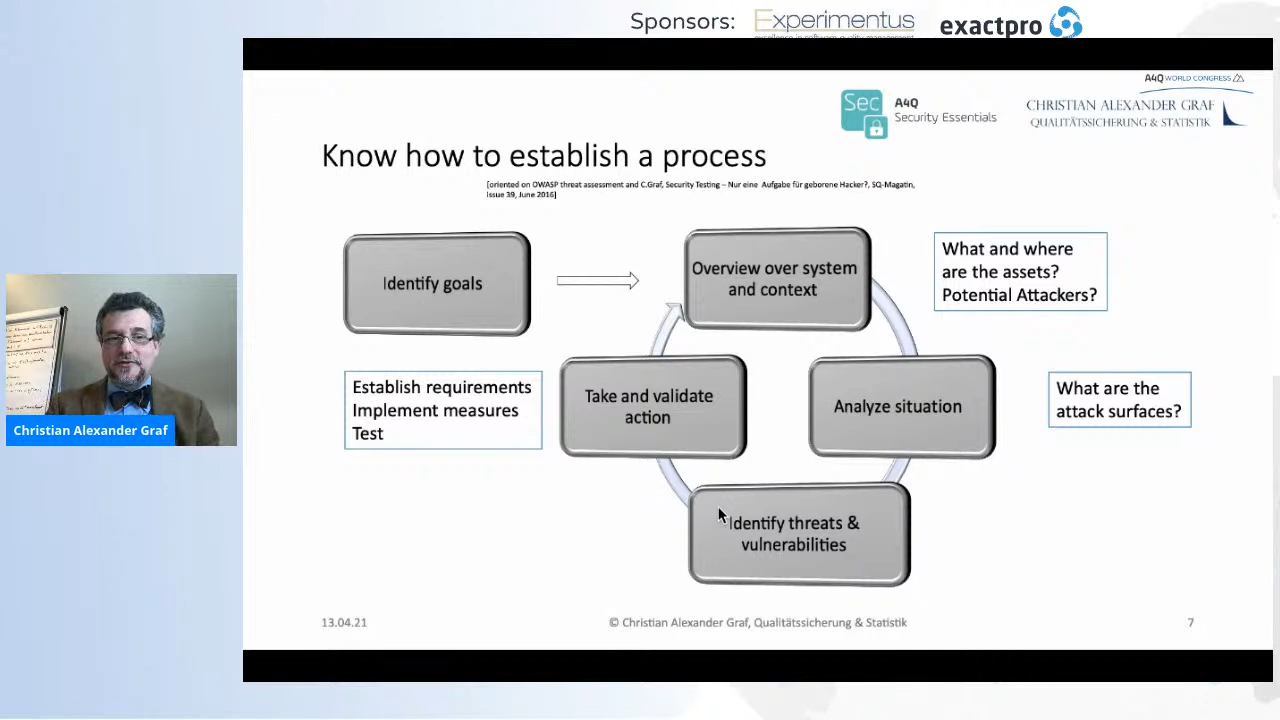 Sponsors:
Experimentus
exactpro
A4Q WORLD CONGRESS
Sec
A4Q
Security Essentials
CHRISTIAN ALEXANDER GRAF
QUALITÄTSSICHERUNG & STATISTIK
Know how to establish a process
[oriented on OWASP threat assessment and C.Graf, Security Testing – Nur eine Aufgabe für geborene Hacker?, SQ-Magatin,
Issue 39, June 2016]
Identify goals
Overview over system
and context
What and where
are the assets?
Potential Attackers?
Establish requirements
Implement measures
Test
Take and validate
action
Analyze situation
What are the
attack surfaces?
Identify threats &
vulnerabilities
Christian Alexander Graf
13.04.21
© Christian Alexander Graf, Qualitätssicherung & Statistik
7